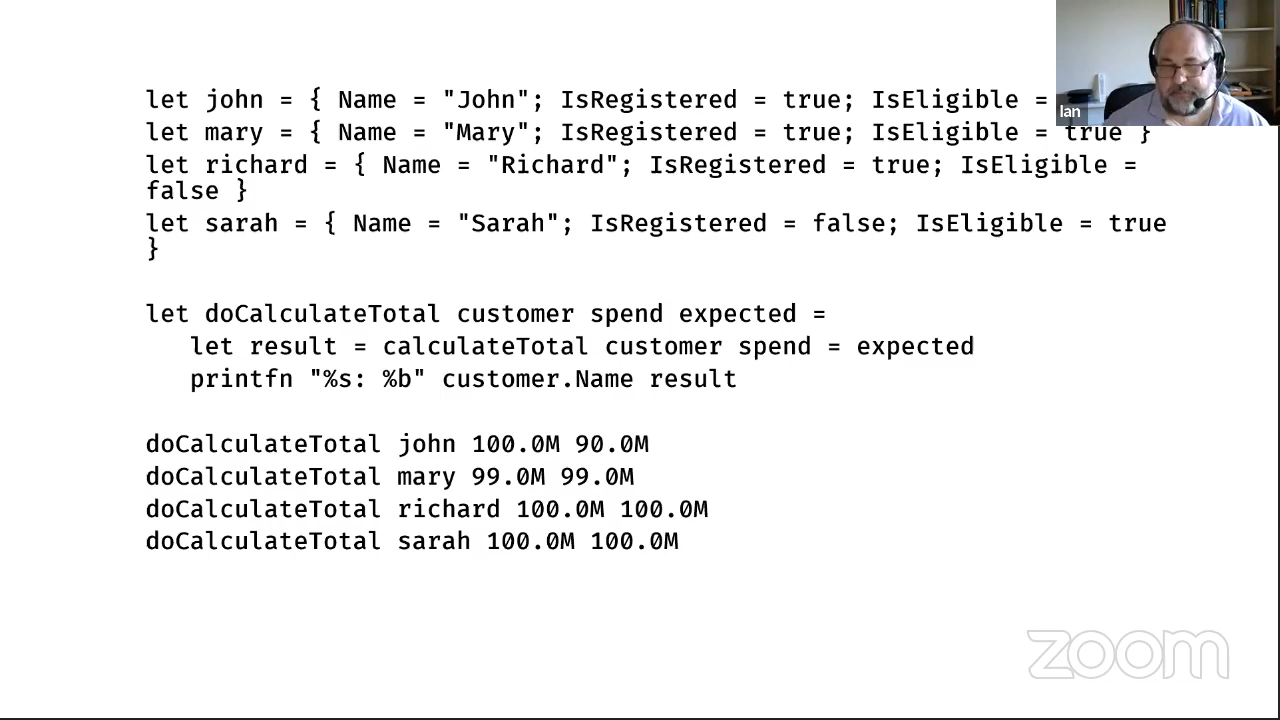 let john = { Name = "John"; IsRegistered = true; IsEligible =
let mary = { Name = "Mary"; IsRegistered = true; IsEligible = true }
let richard = { Name = "Richard"; IsRegistered = true; IsEligible =
false }
let sarah = { Name = "Sarah"; IsRegistered = false; IsEligible = true
}
let doCalculateTotal customer spend expected =
let result = calculateTotal customer spend = expected
printfn "%s: %b" customer.Name result
doCalculateTotal john 100.0M 90.0M
doCalculateTotal mary 99.0M 99.0M
doCalculateTotal richard 100.0M 100.0M
doCalculateTotal sarah 100.0M 100.0M
Ian
zoom